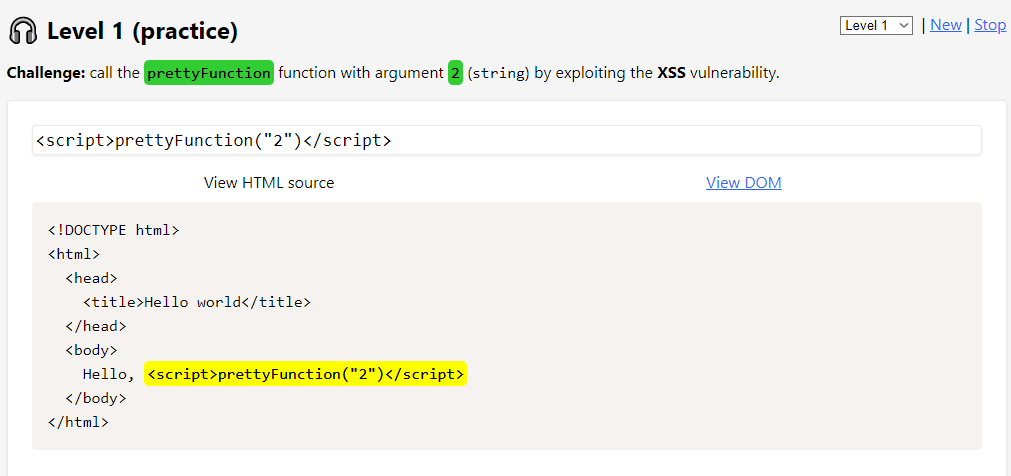 Level 1 (practice)
Level 1 | New | Stop
Challenge: call the prettyFunction function with argument 2 (string) by exploiting the XSS vulnerability.
<script>prettyFunction("2")</script>
View HTML source
View DOM
<!DOCTYPE html>
<html>
  <head>
    <title>Hello world</title>
  </head>
  <body>
    Hello, <script>prettyFunction("2")</script>
  </body>
</html>